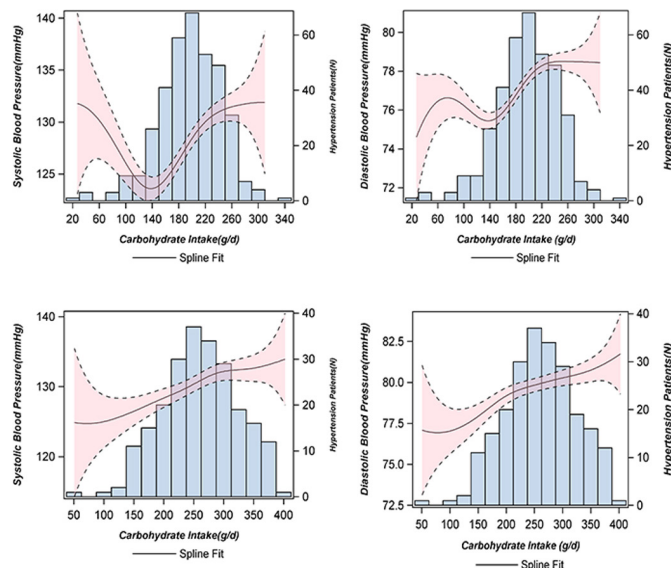 140
135
130
125
60
40
20
0
20 60 100 140 180 220 260 300 340
Systolic Blood Pressure(mmHg)
Hypertension Patients(N)
Carbohydrate Intake(g/d)
Spline Fit
80
78
76
74
72
60
40
20
0
20 60 100 140 180 220 260 300 340
Diastolic Blood Pressure(mmHg)
Hypertension Patients(N)
Carbohydrate Intake(g/d)
Spline Fit
140
130
120
40
30
20
10
0
50 100 150 200 250 300 350 400
Systolic Blood Pressure(mmHg)
Hypertension Patients(N)
Carbohydrate Intake(g/d)
Spline Fit
82.5
80.0
77.5
75.0
72.5
40
30
20
10
0
50 100 150 200 250 300 350 400
Diastolic Blood Pressure(mmHg)
Hypertension Patients(N)
Carbohydrate Intake (g/d)
Spline Fit